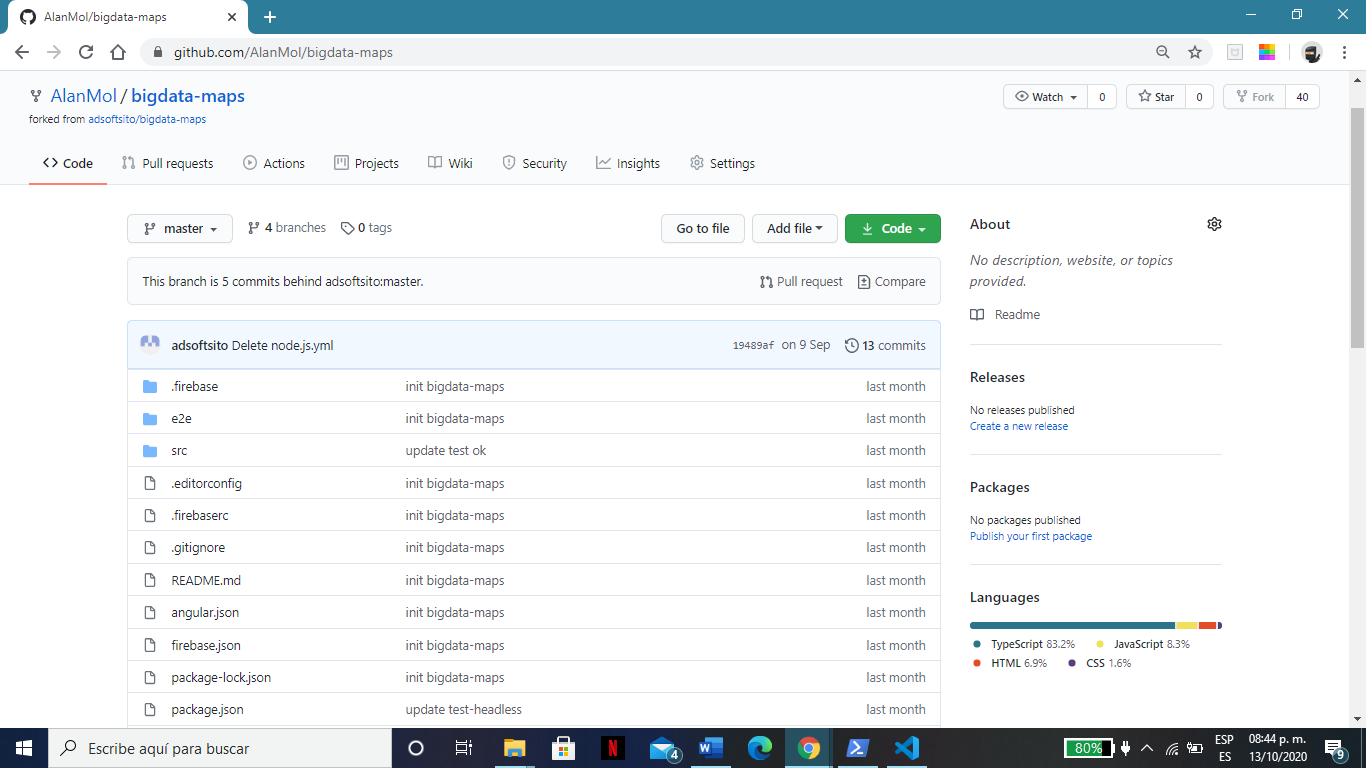 AlanMol/bigdata-maps
github.com/AlanMol/bigdata-maps
AlanMol / bigdata-maps
Watch 0 Star 0 Fork 40
forked from adsoftsito/bigdata-maps
Code Pull requests Actions Projects Wiki Security Insights Settings
master 4 branches 0 tags Go to file Add file Code
This branch is 5 commits behind adsoftsito:master. Pull request Compare
adsoftsito Delete node.js.yml 19489af on 9 Sep 13 commits
.firebase init bigdata-maps last month
e2e init bigdata-maps last month
src update test ok last month
.editorconfig init bigdata-maps last month
.firebaserc init bigdata-maps last month
.gitignore init bigdata-maps last month
README.md init bigdata-maps last month
angular.json init bigdata-maps last month
firebase.json init bigdata-maps last month
package-lock.json init bigdata-maps last month
package.json update test-headless last month
About
No description, website, or topics
provided.
Readme
Releases
No releases published
Create a new release
Packages
No packages published
Publish your first package
Languages
TypeScript 83.2% JavaScript 8.3%
HTML 6.9% CSS 1.6%
Escribe aquí para buscar
4
80%
ESP
ES
08:44 p. m.
13/10/2020
9